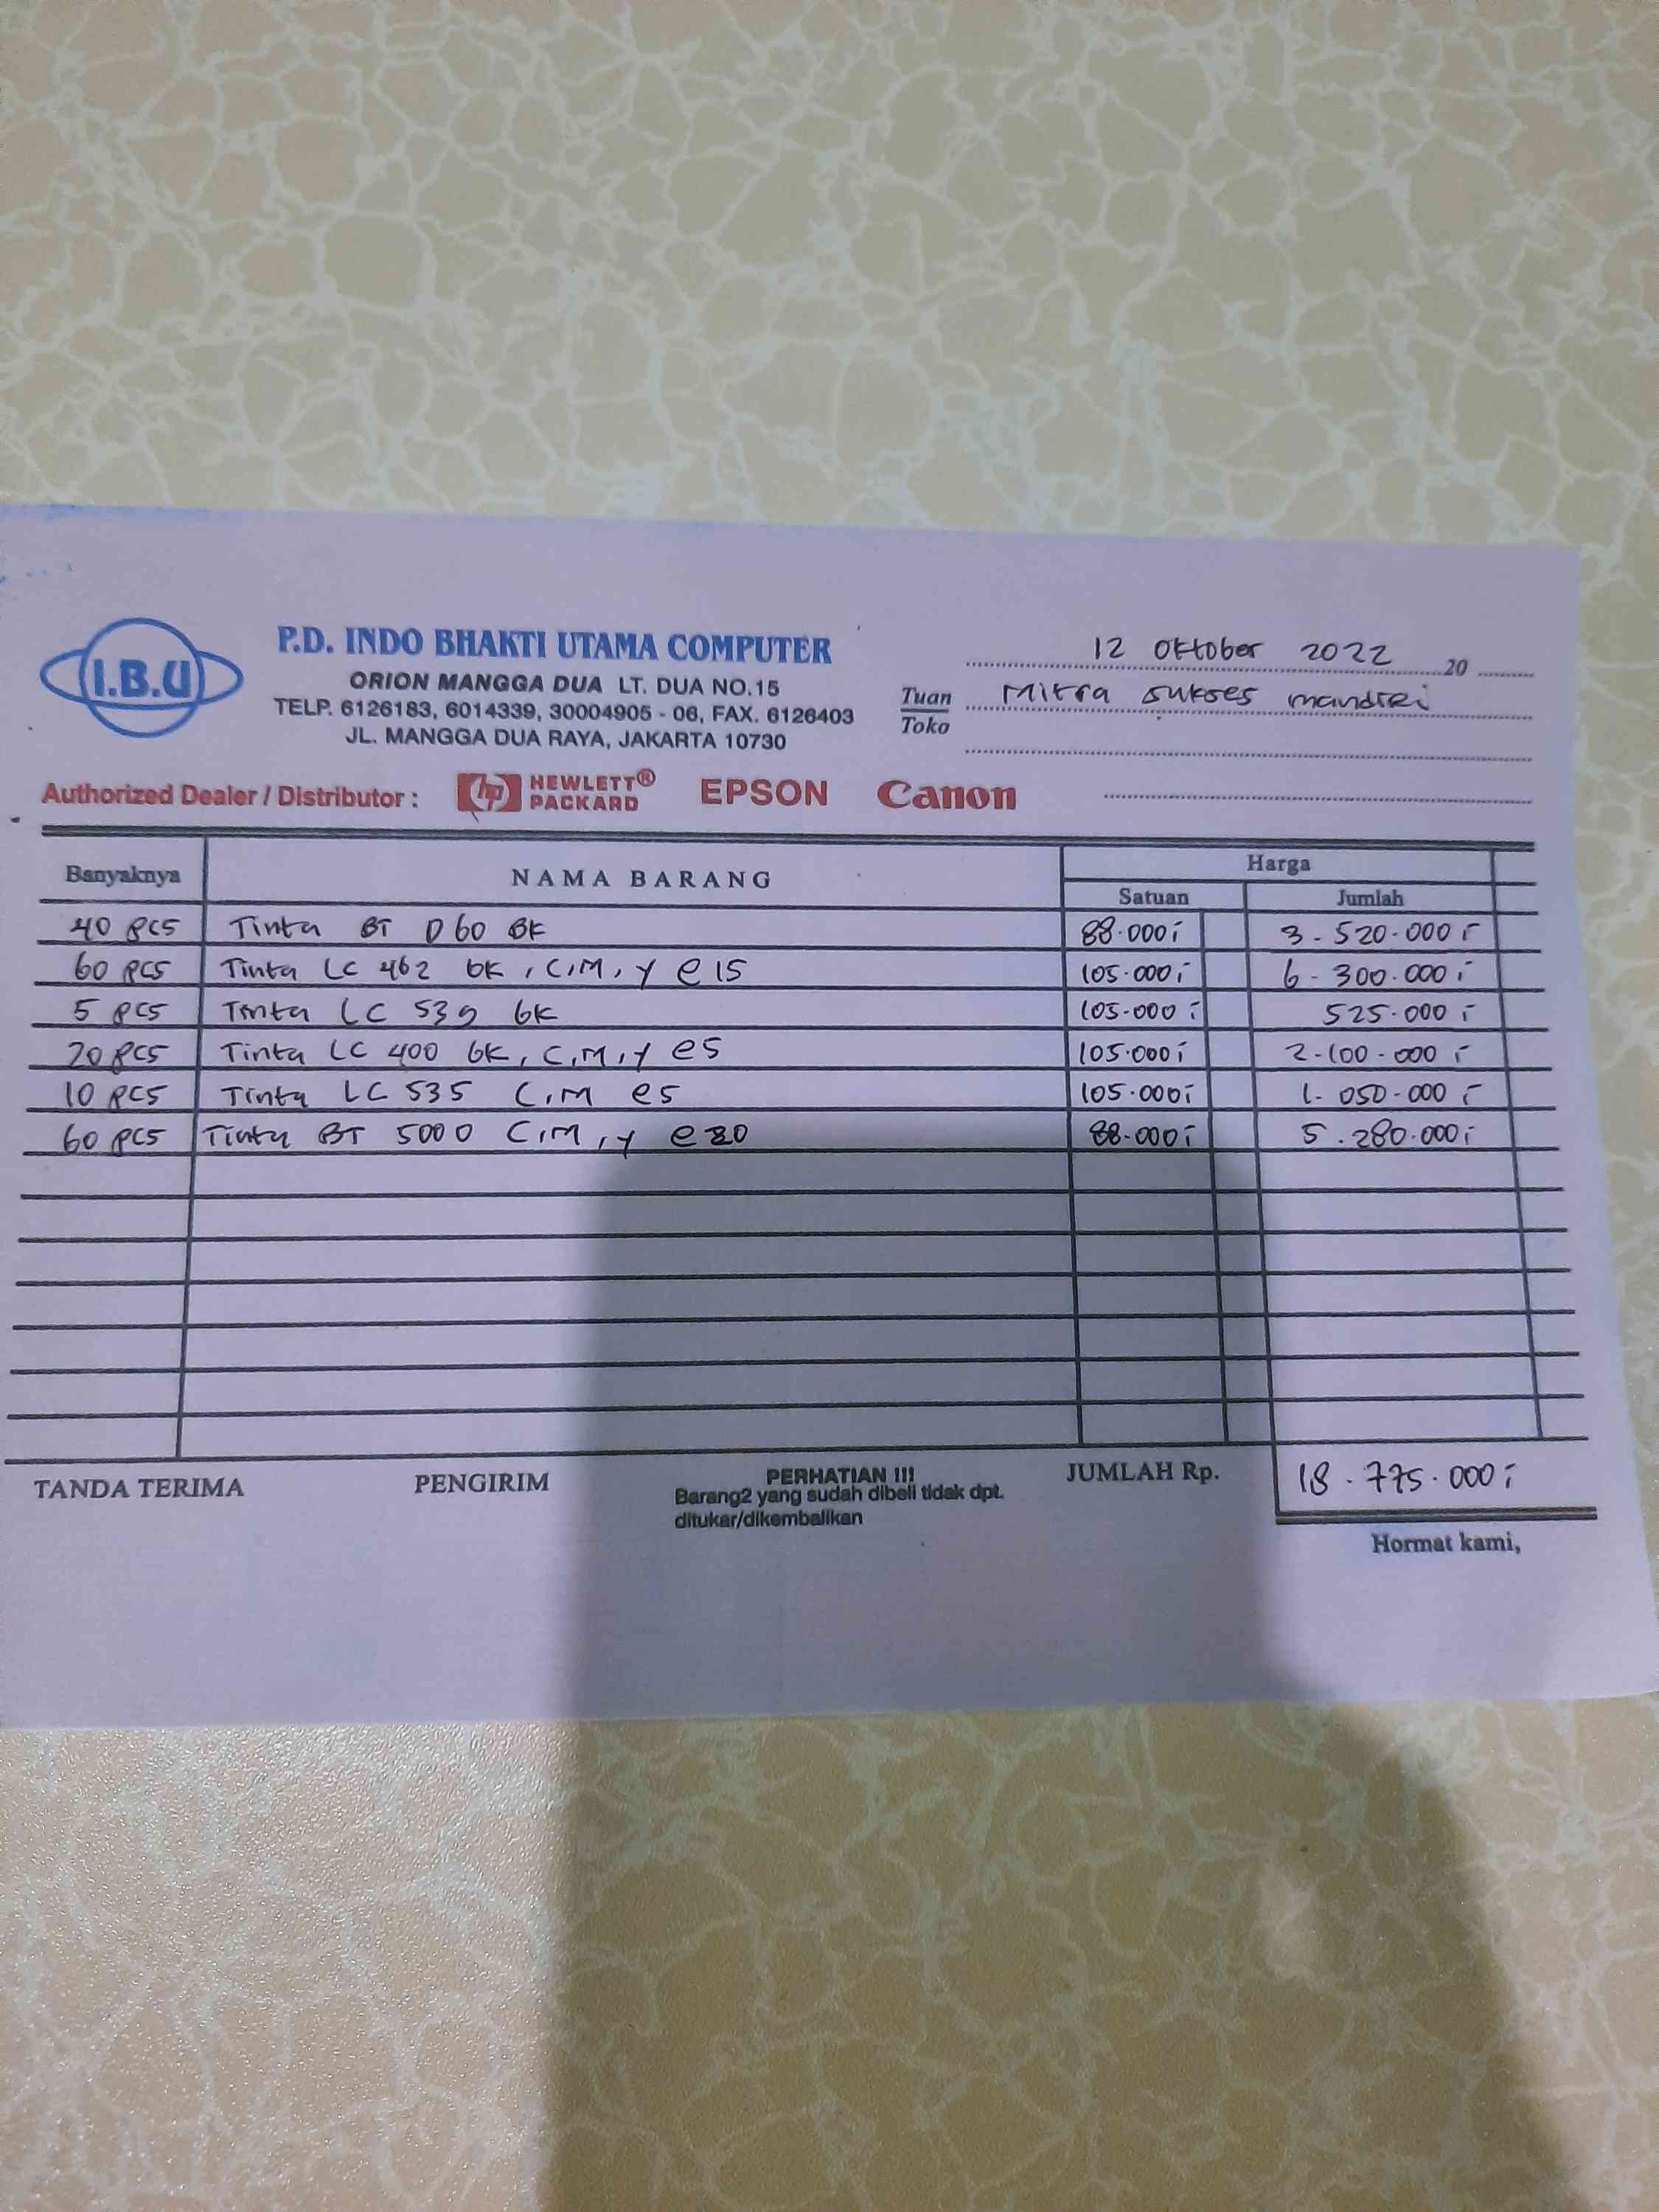 I.B.U
P.D. INDO BHAKTI UTAMA COMPUTER
ORION MANGGA DUA LT. DUA NO.15
TELP. 6126183, 6014339, 30004905 - 06, FAX. 6126403
JL. MANGGA DUA RAYA, JAKARTA 10730
12 Oktober 2022 20
Tuan Mitra sukses mandiri
Toko
Authorized Dealer / Distributor : hp HEWLETT® PACKARD EPSON Canon
Banyaknya NAMA BARANG Harga
Satuan Jumlah
40 pcs Tinta BT D60 BK 88.000,- 3.520.000,-
60 pcs Tinta LC 462 bk, C,M,y @15 105.000,- 6.300.000,-
5 pcs Tinta LC 539 bk 105.000,- 525.000,-
20 pcs Tinta LC 400 bk, C,M,y @5 105.000,- 2.100.000,-
10 pcs Tinta LC 535 C,M @5 105.000,- 1.050.000,-
60 pcs Tinta BT 5000 C,M,y @20 88.000,- 5.280.000,-
TANDA TERIMA PENGIRIM PERHATIAN !!! JUMLAH Rp. 18.775.000,-
Barang2 yang sudah dibeli tidak dpt.
ditukar/dikembalikan
Hormat kami,